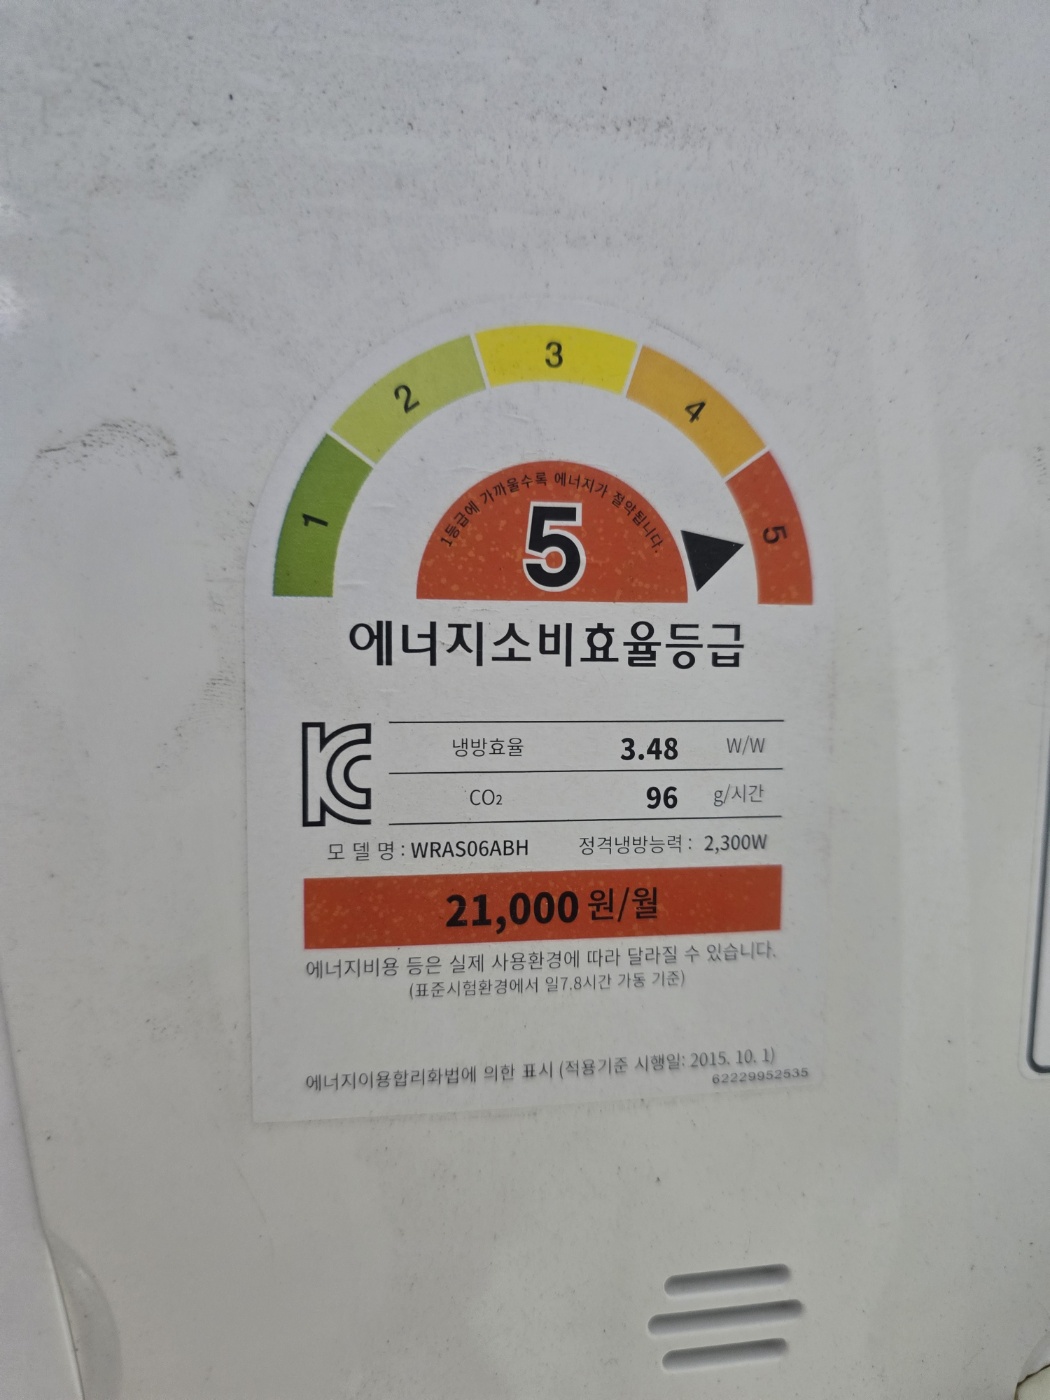 1
2
3
4
5
1등급에 가까울수록 에너지가 절약됩니다.
5
에너지소비효율등급
냉방효율 3.48 W/W
CO₂ 96 g/시간
모 델 명 : WRAS06ABH 정격냉방능력 : 2,300W
21,000 원/월
에너지비용 등은 실제 사용환경에 따라 달라질 수 있습니다.
(표준시험환경에서 일7.8시간 가동 기준)
에너지이용합리화법에 의한 표시 (적용기준 시행일: 2015. 10. 1)
62229952535